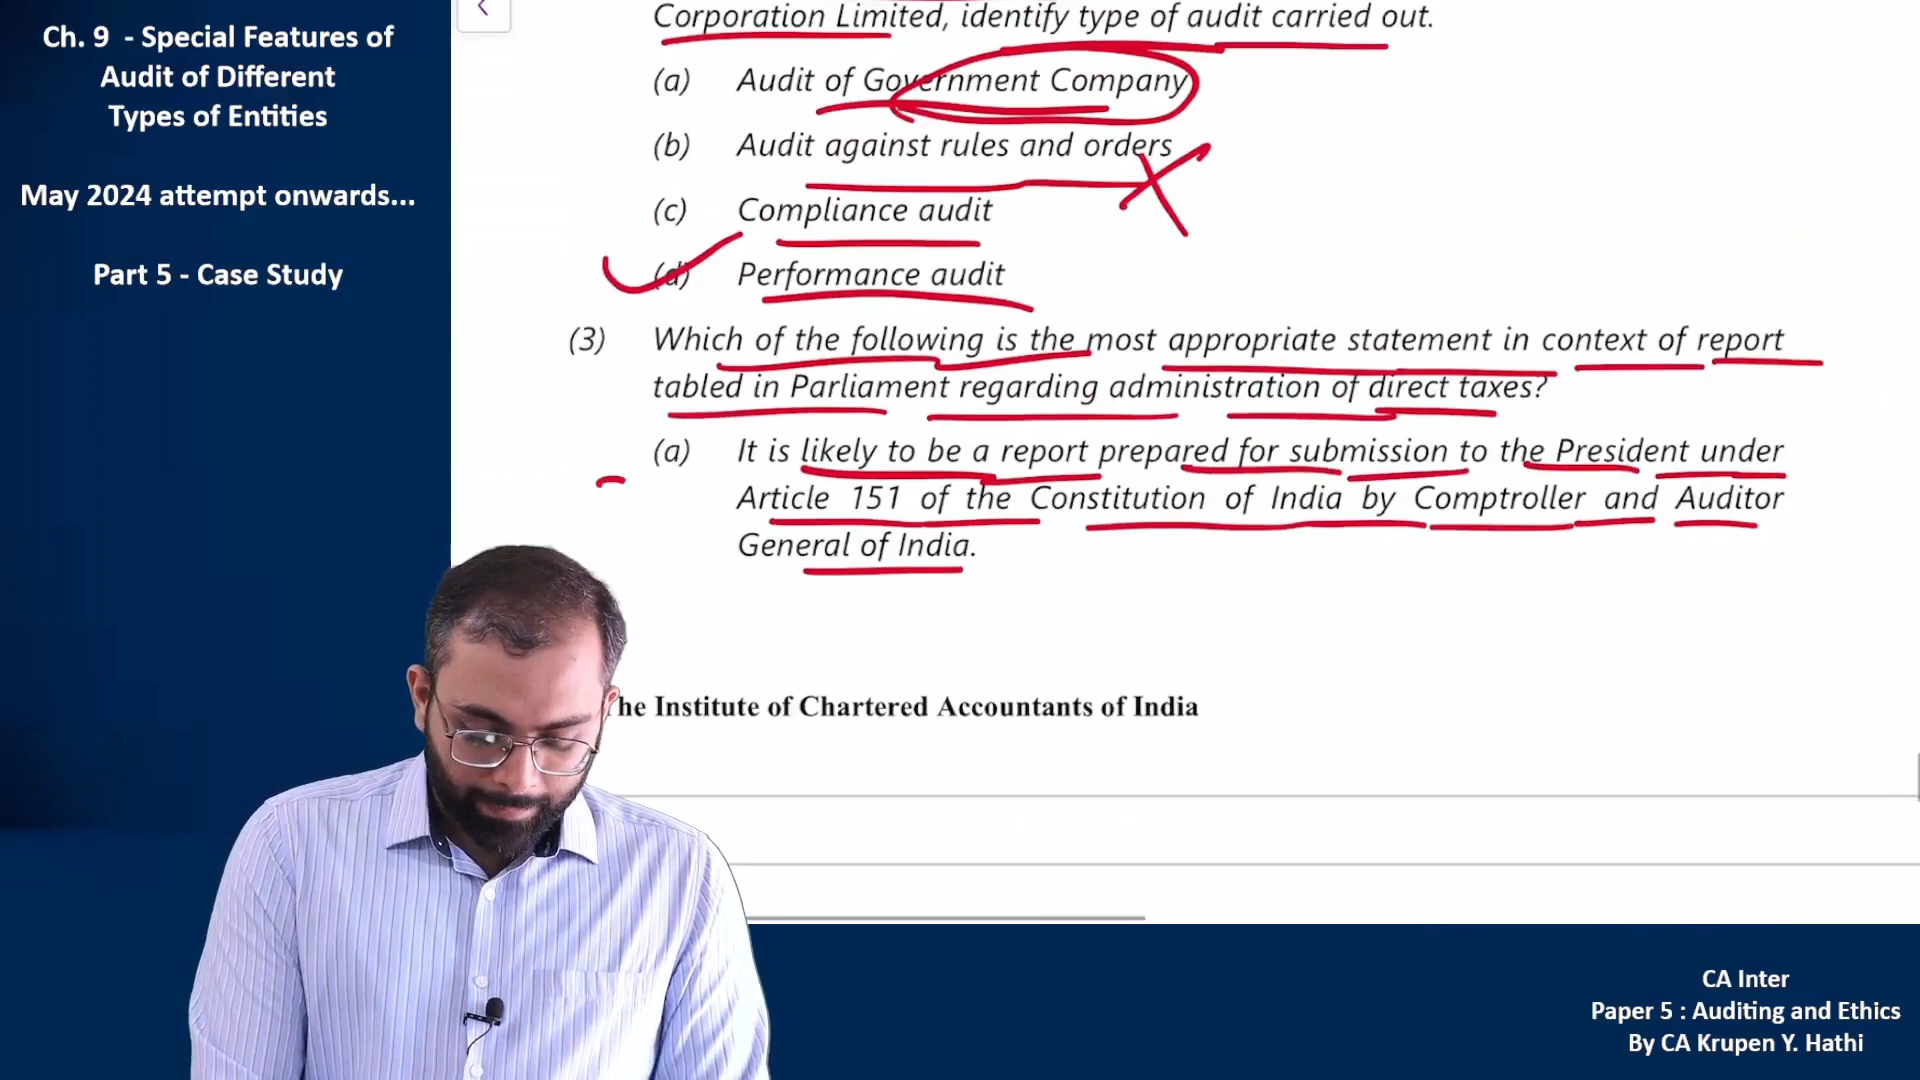 Ch. 9 - Special Features of
Audit of Different
Types of Entities
May 2024 attempt onwards...
Part 5 - Case Study
Corporation Limited, identify type of audit carried out.
(a) Audit of Government Company
(b) Audit against rules and orders
(c) Compliance audit
(d) Performance audit
(3) Which of the following is the most appropriate statement in context of report
tabled in Parliament regarding administration of direct taxes?
(a) It is likely to be a report prepared for submission to the President under
Article 151 of the Constitution of India by Comptroller and Auditor
General of India.
he Institute of Chartered Accountants of India
CA Inter
Paper 5 : Auditing and Ethics
By CA Krupen Y. Hathi